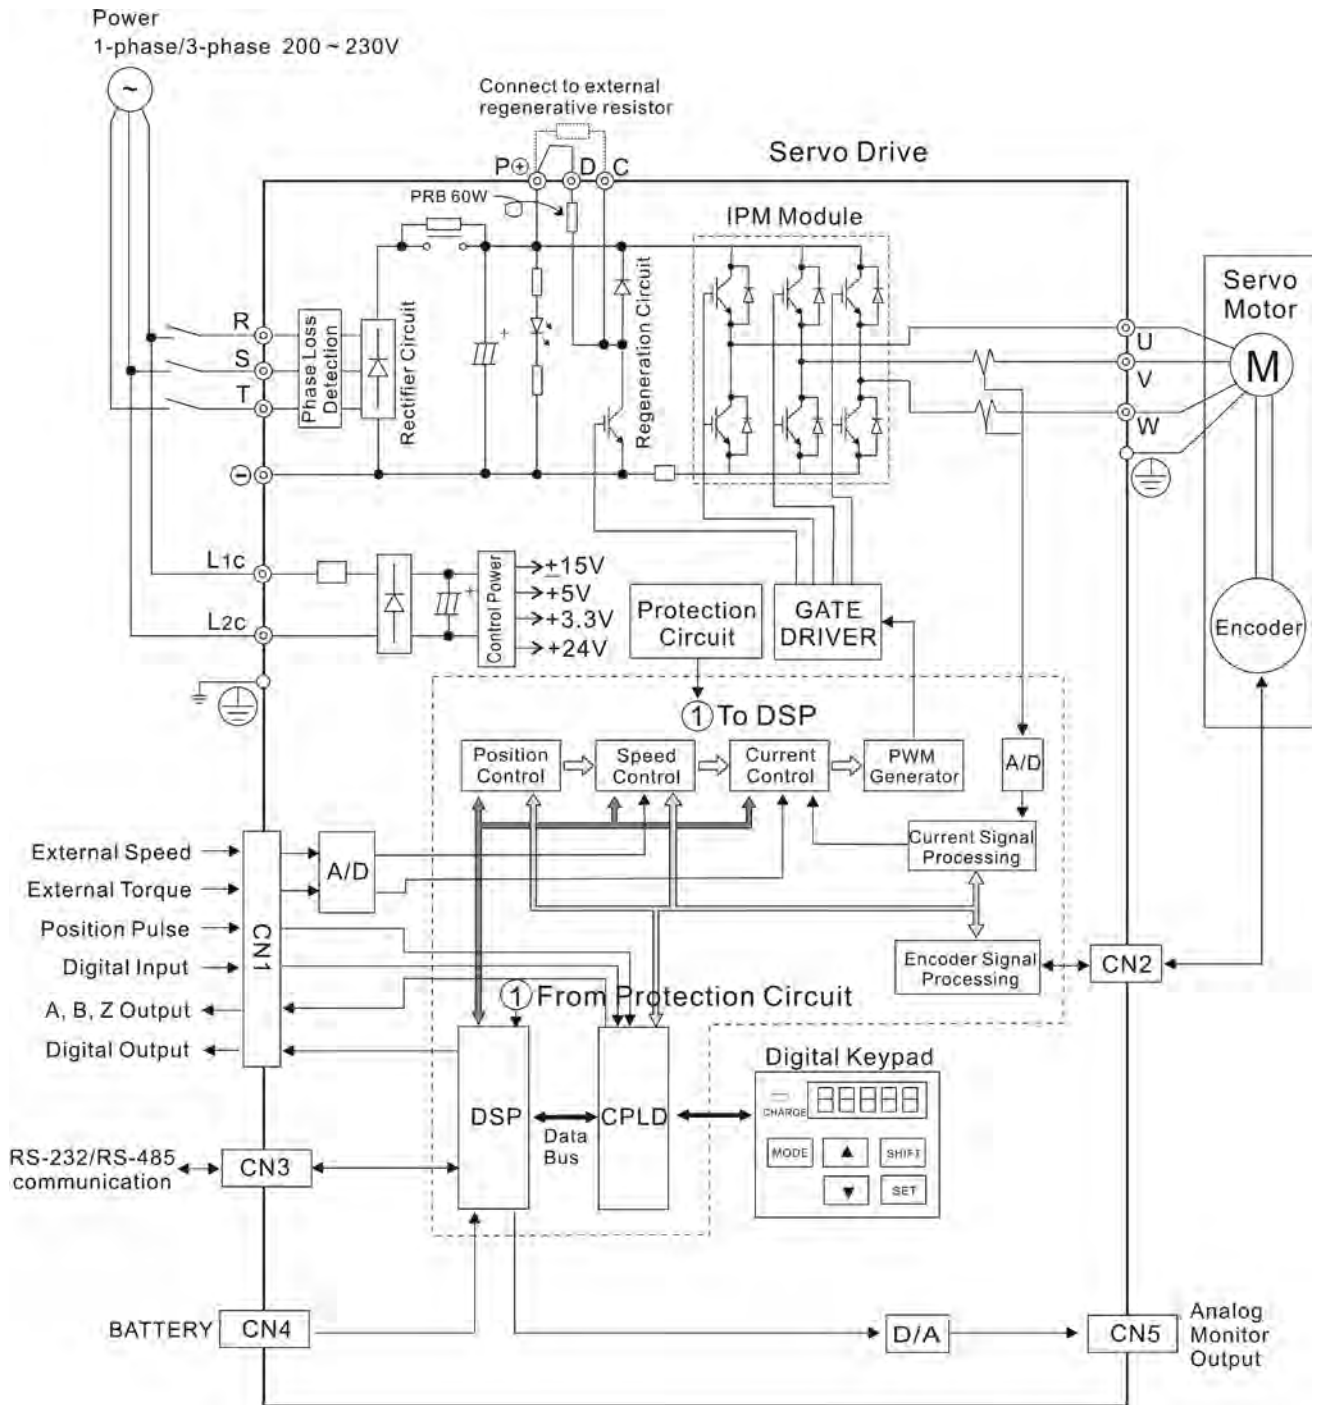 Power
1-phase/3-phase 200 ~ 230V
~
Connect to external
regenerative resistor
Servo Drive
P⊕ D C
PRB 60W
IPM Module
Servo
Motor
R
S
T
Phase Loss
Detection
Rectifier Circuit
+
Regeneration Circuit
U
V
W
M
⊖
L1c
L2c
+
Control Power
±15V
+5V
+3.3V
+24V
Protection
Circuit
GATE
DRIVER
Encoder
① To DSP
Position
Control
Speed
Control
Current
Control
PWM
Generator
A/D
Current Signal
Processing
External Speed
External Torque
Position Pulse
Digital Input
A, B, Z Output
Digital Output
CN1
A/D
Encoder Signal
Processing
CN2
① From Protection Circuit
DSP
Data
Bus
CPLD
Digital Keypad
CHARGE
88888
MODE
▲
SHIFT
▼
SET
RS-232/RS-485
communication
CN3
BATTERY
CN4
D/A
CN5
Analog
Monitor
Output